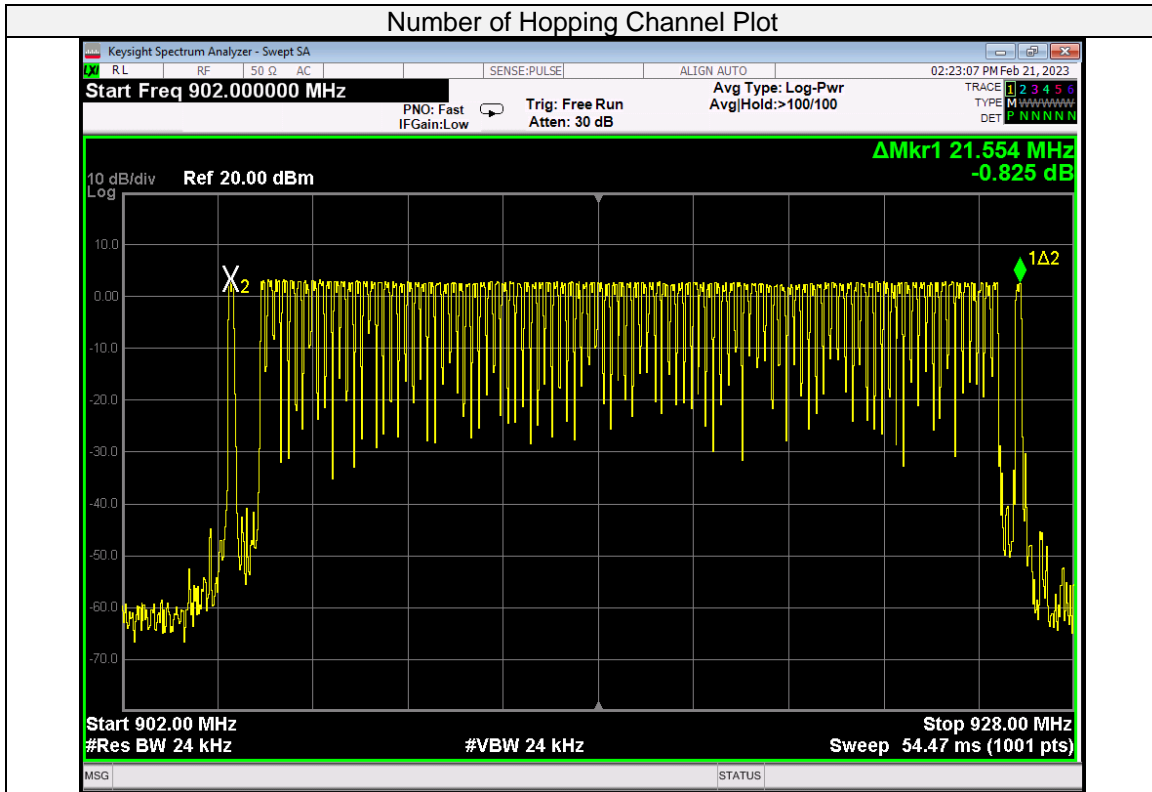 Number of Hopping Channel Plot
Keysight Spectrum Analyzer - Swept SA
LXI RL RF 50 Ω AC SENSE:PULSE ALIGN AUTO 02:23:07 PM Feb 21, 2023
Start Freq 902.000000 MHz Avg Type: Log-Pwr TRACE 1 2 3 4 5 6
PNO: Fast Trig: Free Run Avg|Hold:>100/100 TYPE M WWWWW
IFGain:Low Atten: 30 dB DET P N N N N N
ΔMkr1 21.554 MHz
10 dB/div Ref 20.00 dBm -0.825 dB
Log
10.0
1Δ2
2
0.00
-10.0
-20.0
-30.0
-40.0
-50.0
-60.0
-70.0
Start 902.00 MHz Stop 928.00 MHz
#Res BW 24 kHz #VBW 24 kHz Sweep 54.47 ms (1001 pts)
MSG STATUS